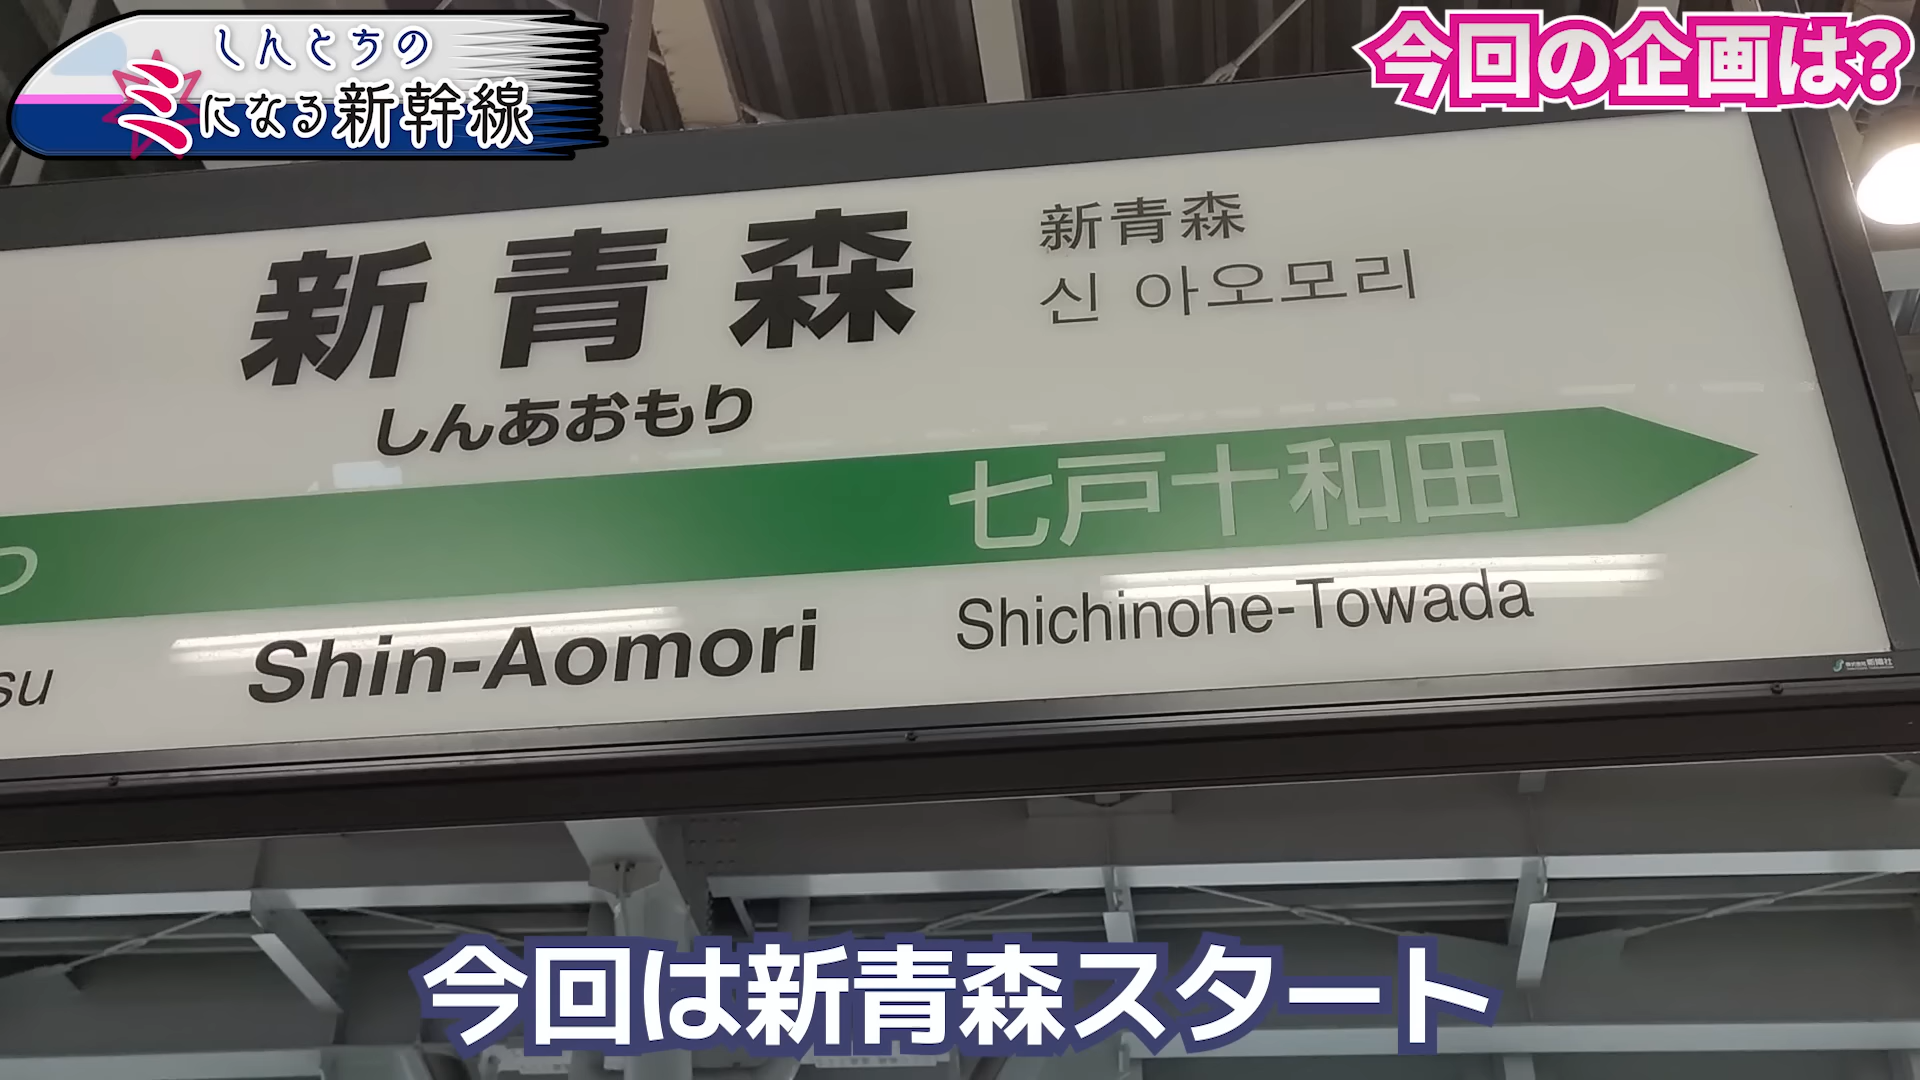 しんとちの
ミになる新幹線
今回の企画は?
新青森
新青森
신 아오모리
しんあおもり
つ
七戸十和田
su
Shin-Aomori
Shichinohe-Towada
今回は新青森スタート